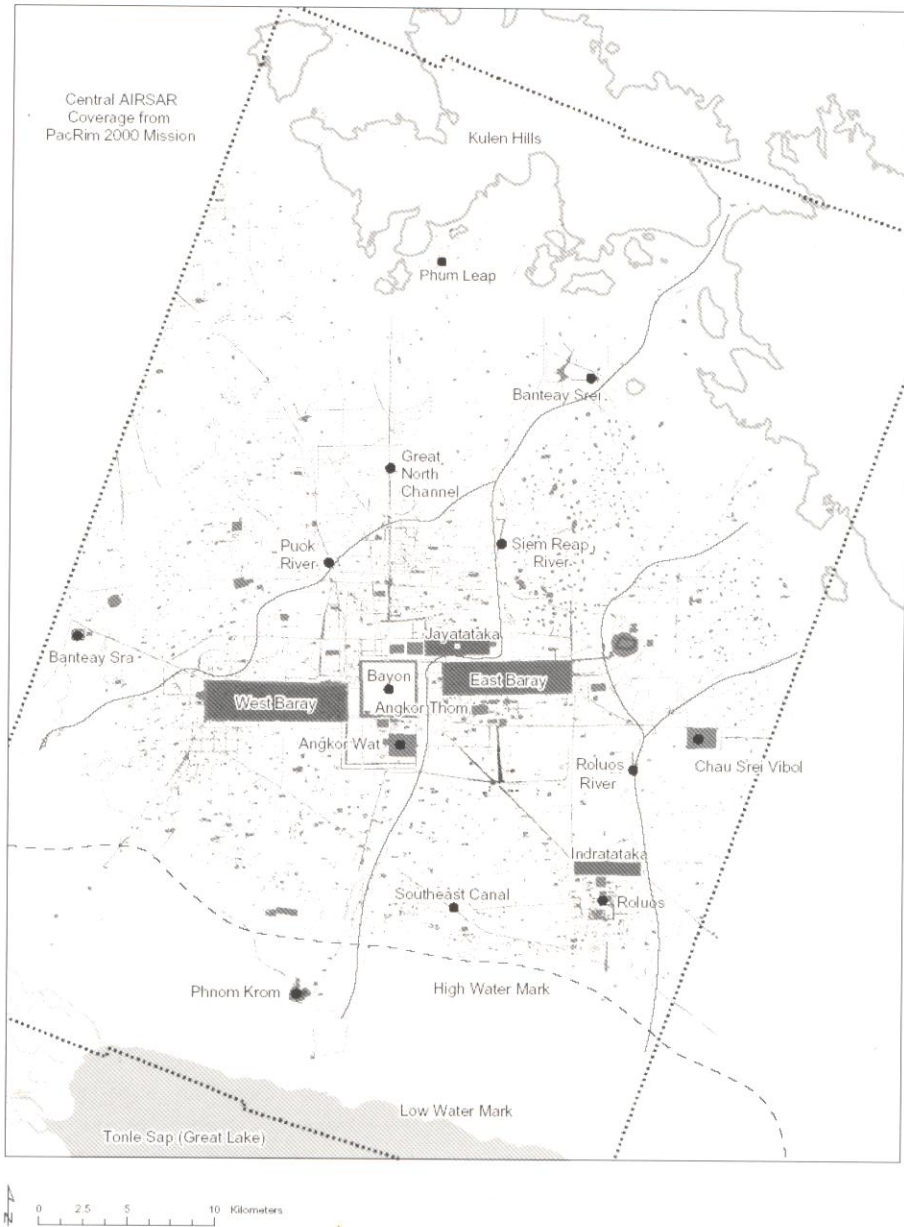 Central AIRSAR
Coverage from
PacRim 2000 Mission
Kulen Hills
Phum Leap
Banteay Srei
Great
North
Channel
Puok
River
Siem Reap
River
Jayatataka
Banteay Sra
Bayon
East Baray
West Baray
Angkor Thom
Angkor Wat
Roluos
River
Chau Srei Vibol
Indratataka
Southeast Canal
Roluos
Phnom Krom
High Water Mark
Low Water Mark
Tonle Sap (Great Lake)
N
0 2.5 5 10 Kilometers